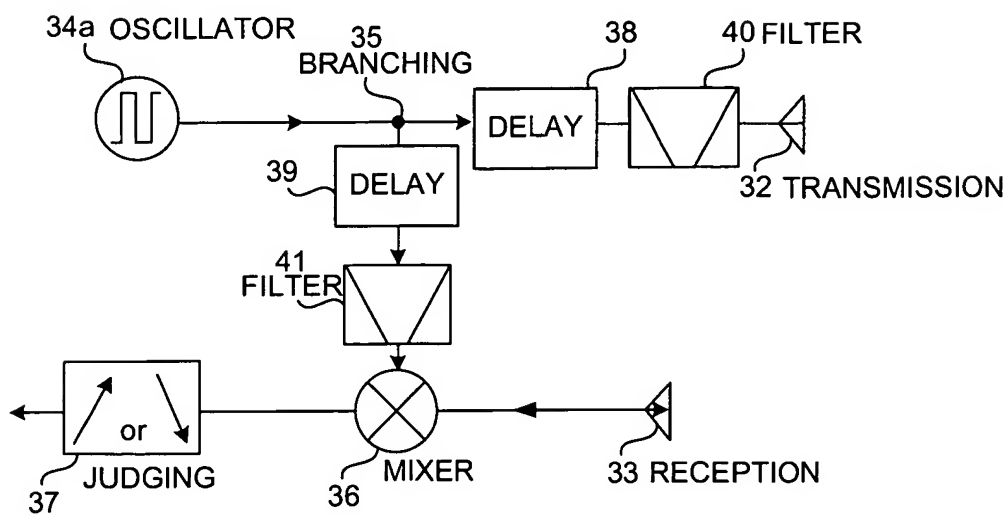 34a OSCILLATOR
35
BRANCHING
38
40 FILTER
DELAY
39
DELAY
32 TRANSMISSION
41
FILTER
or
37
JUDGING
36
MIXER
33 RECEPTION